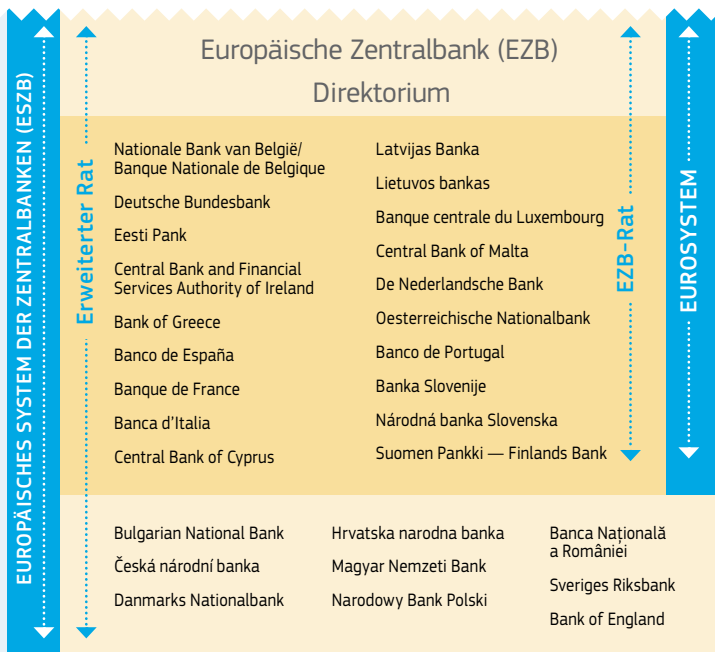 Europäische Zentralbank (EZB)
Direktorium
EUROPÄISCHES SYSTEM DER ZENTRALBANKEN (ESZB)
Erweiterter Rat
Nationale Bank van België/
Banque Nationale de Belgique
Deutsche Bundesbank
Eesti Pank
Central Bank and Financial
Services Authority of Ireland
Bank of Greece
Banco de España
Banque de France
Banca d’Italia
Central Bank of Cyprus
Latvijas Banka
Lietuvos bankas
Banque centrale du Luxembourg
Central Bank of Malta
De Nederlandsche Bank
Oesterreichische Nationalbank
Banco de Portugal
Banka Slovenije
Národná banka Slovenska
Suomen Pankki — Finlands Bank
EZB-Rat
EUROSYSTEM
Bulgarian National Bank
Česká národní banka
Danmarks Nationalbank
Hrvatska narodna banka
Magyar Nemzeti Bank
Narodowy Bank Polski
Banca Națională
a României
Sveriges Riksbank
Bank of England